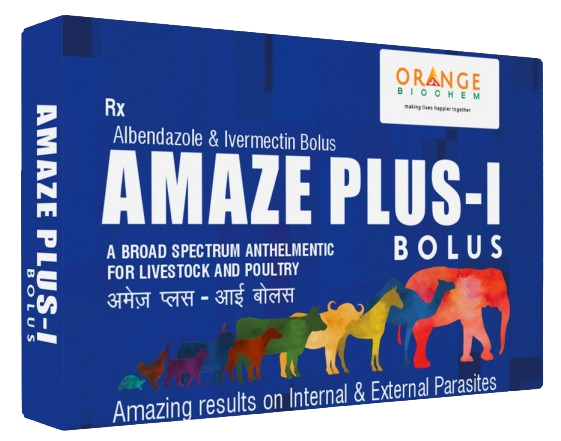 ORANGE
BIOCHEM
making lives happier together
Rx
Albendazole & Ivermectin Bolus
AMAZE PLUS-I
BOLUS
A BROAD SPECTRUM ANTHELMENTIC
FOR LIVESTOCK AND POULTRY
अमेज़ प्लस - आई बोलस
Amazing results on Internal & External Parasites
AMAZE PLUS-I
BOLUS